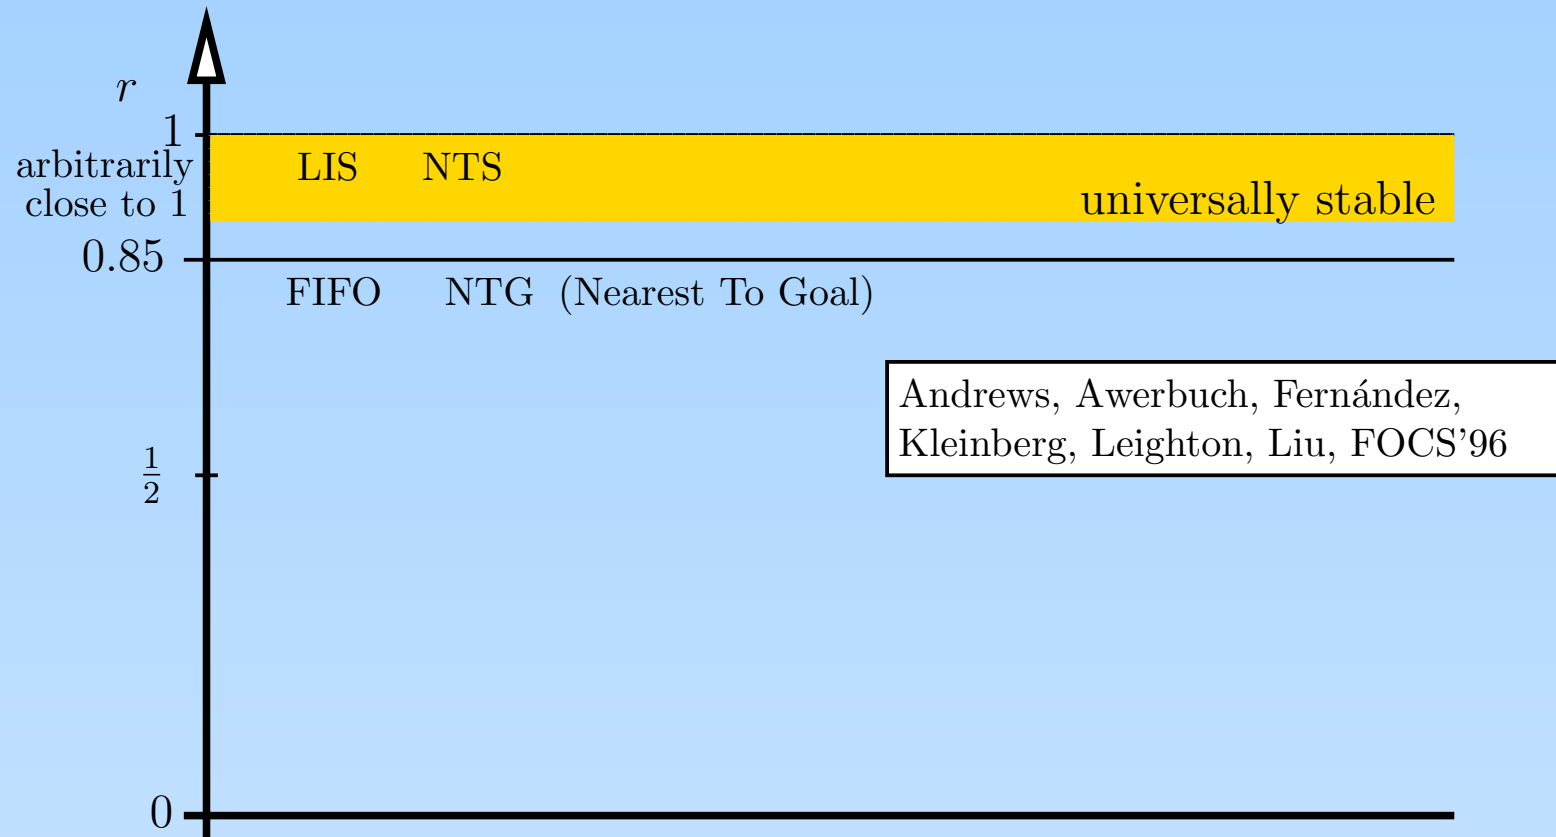 r
1
arbitrarily
close to 1
LIS NTS
universally stable
0.85
FIFO NTG (Nearest To Goal)
Andrews, Awerbuch, Fernández,
Kleinberg, Leighton, Liu, FOCS’96
1
2
0